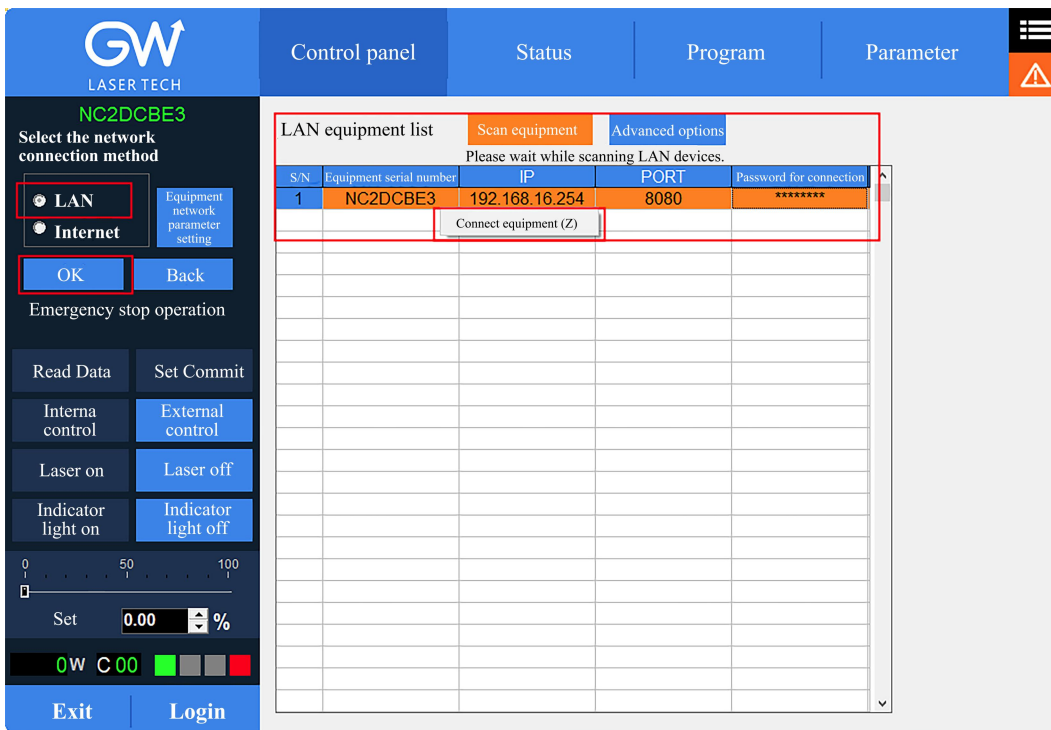 GW
LASER TECH
Control panel
Status
Program
Parameter
NC2DCBE3
Select the network
connection method
LAN
Internet
Equipment
network
parameter
setting
OK
Back
Emergency stop operation
Read Data
Set Commit
Interna
control
External
control
Laser on
Laser off
Indicator
light on
Indicator
light off
0 50 100
Set 0.00 %
0W C 00
Exit
Login
LAN equipment list
Scan equipment
Advanced options
Please wait while scanning LAN devices.
S/N Equipment serial number IP PORT Password for connection
1 NC2DCBE3 192.168.16.254 8080 ********
Connect equipment (Z)